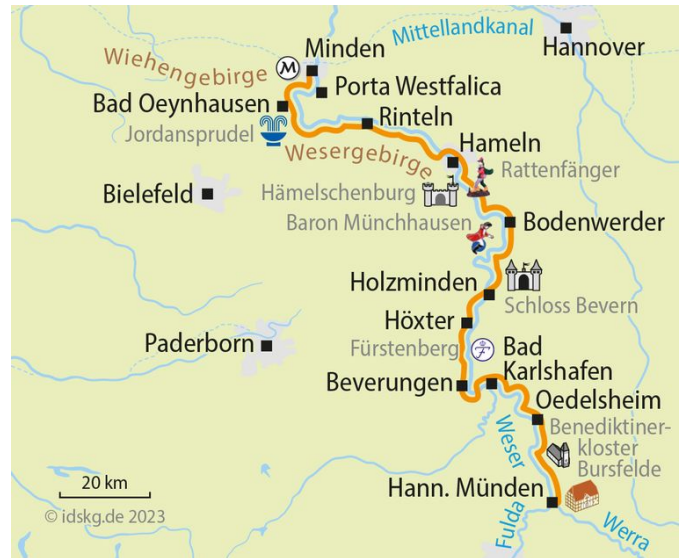 Minden
Mittellandkanal
Hannover
Wiehengebirge
M
Porta Westfalica
Bad Oeynhausen
Rinteln
Jordansprudel
Hameln
Wesergebirge
Rattenfänger
Bielefeld
Hämelschenburg
Baron Münchhausen
Bodenwerder
Holzminden
Schloss Bevern
Höxter
Paderborn
Fürstenberg
F
Bad
Karlshafen
Beverungen
Oedelsheim
Weser
Benediktiner-
kloster
Bursfelde
20 km
Hann. Münden
© idskg.de 2023
Fulda
Werra